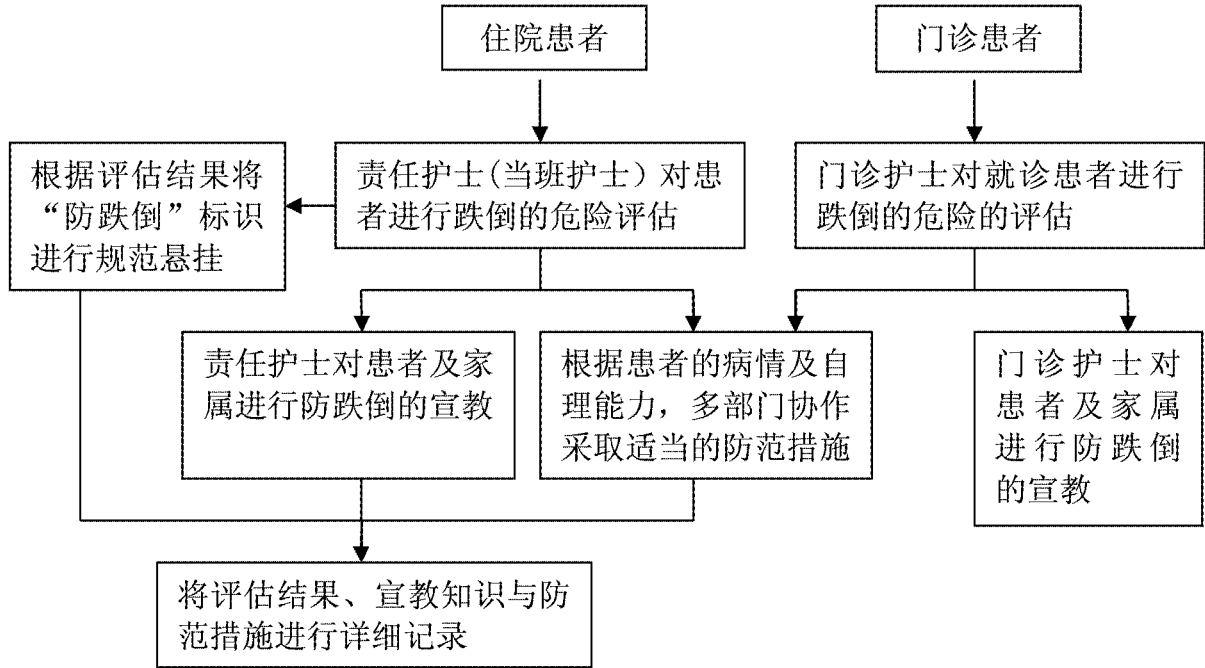 住院患者
门诊患者
根据评估结果将
“防跌倒”标识
进行规范悬挂
责任护士(当班护士）对患
者进行跌倒的危险评估
门诊护士对就诊患者进行
跌倒的危险的评估
责任护士对患者及家
属进行防跌倒的宣教
根据患者的病情及自
理能力，多部门协作
采取适当的防范措施
门诊护士对
患者及家属
进行防跌倒
的宣教
将评估结果、宣教知识与防
范措施进行详细记录